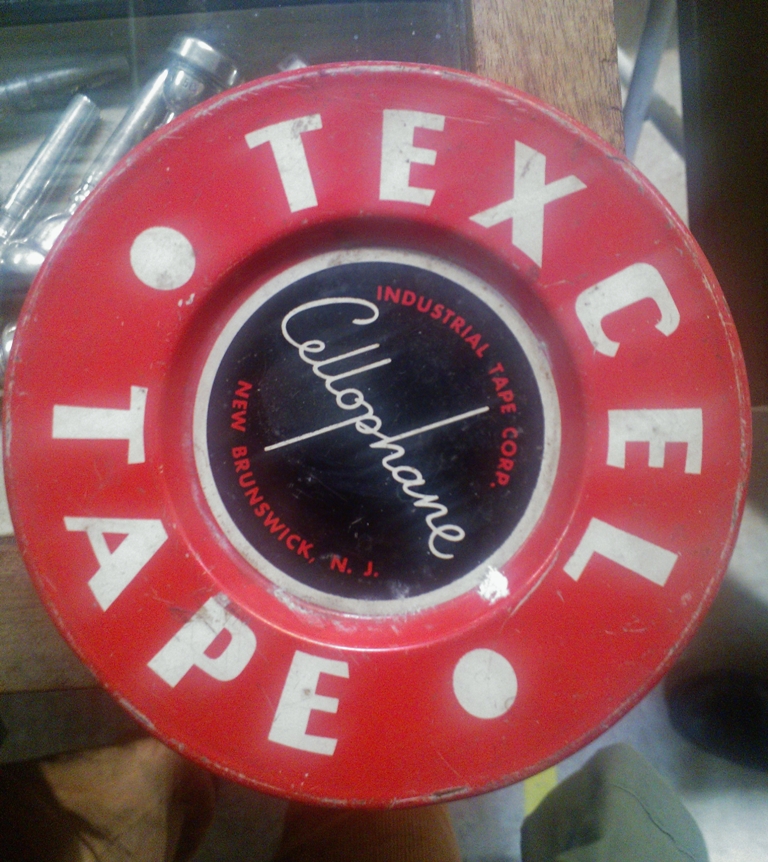 TEXCEL
TAPE
INDUSTRIAL TAPE CORP.
Cellophane
NEW BRUNSWICK, N. J.